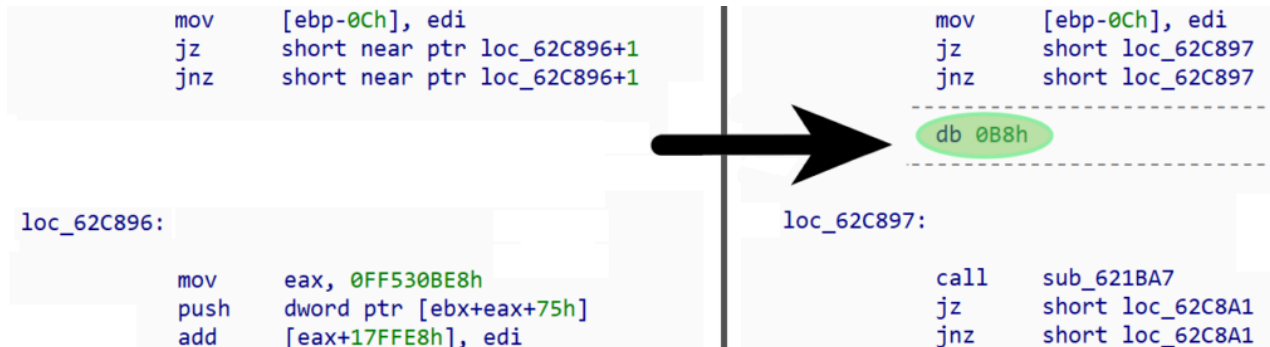 mov [ebp-0Ch], edi
jz short near ptr loc_62C896+1
jnz short near ptr loc_62C896+1
loc_62C896:
mov eax, 0FF530BE8h
push dword ptr [ebx+eax+75h]
add [eax+17FFE8h], edi
mov [ebp-0Ch], edi
jz short loc_62C897
jnz short loc_62C897
db 0B8h
loc_62C897:
call sub_621BA7
jz short loc_62C8A1
jnz short loc_62C8A1